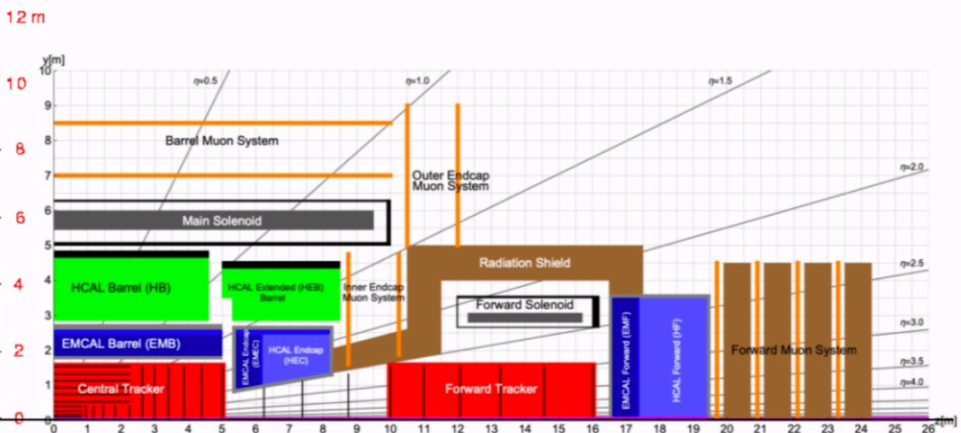 12 m
y[m]
10
10
η=0.5
η=1.0
η=1.5
9
Barrel Muon System
8
8
η=2.0
7
Outer Endcap
Muon System
6
6
Main Solenoid
5
Radiation Shield
η=2.5
4
4
HCAL Barrel (HB)
HCAL Extended (HEB)
Barrel
Inner Endcap
Muon System
Forward Solenoid
3
η=3.0
EMCAL Barrel (EMB)
EMCAL Endcap
(EMEC)
HCAL Endcap
(HEC)
EMCAL Forward (EMF)
HCAL Forward (HF)
Forward Muon System
2
2
η=3.5
1
η=4.0
Central Tracker
Forward Tracker
0
0
z[m]
0 1 2 3 4 5 6 7 8 9 10 11 12 13 14 15 16 17 18 19 20 21 22 23 24 25 26